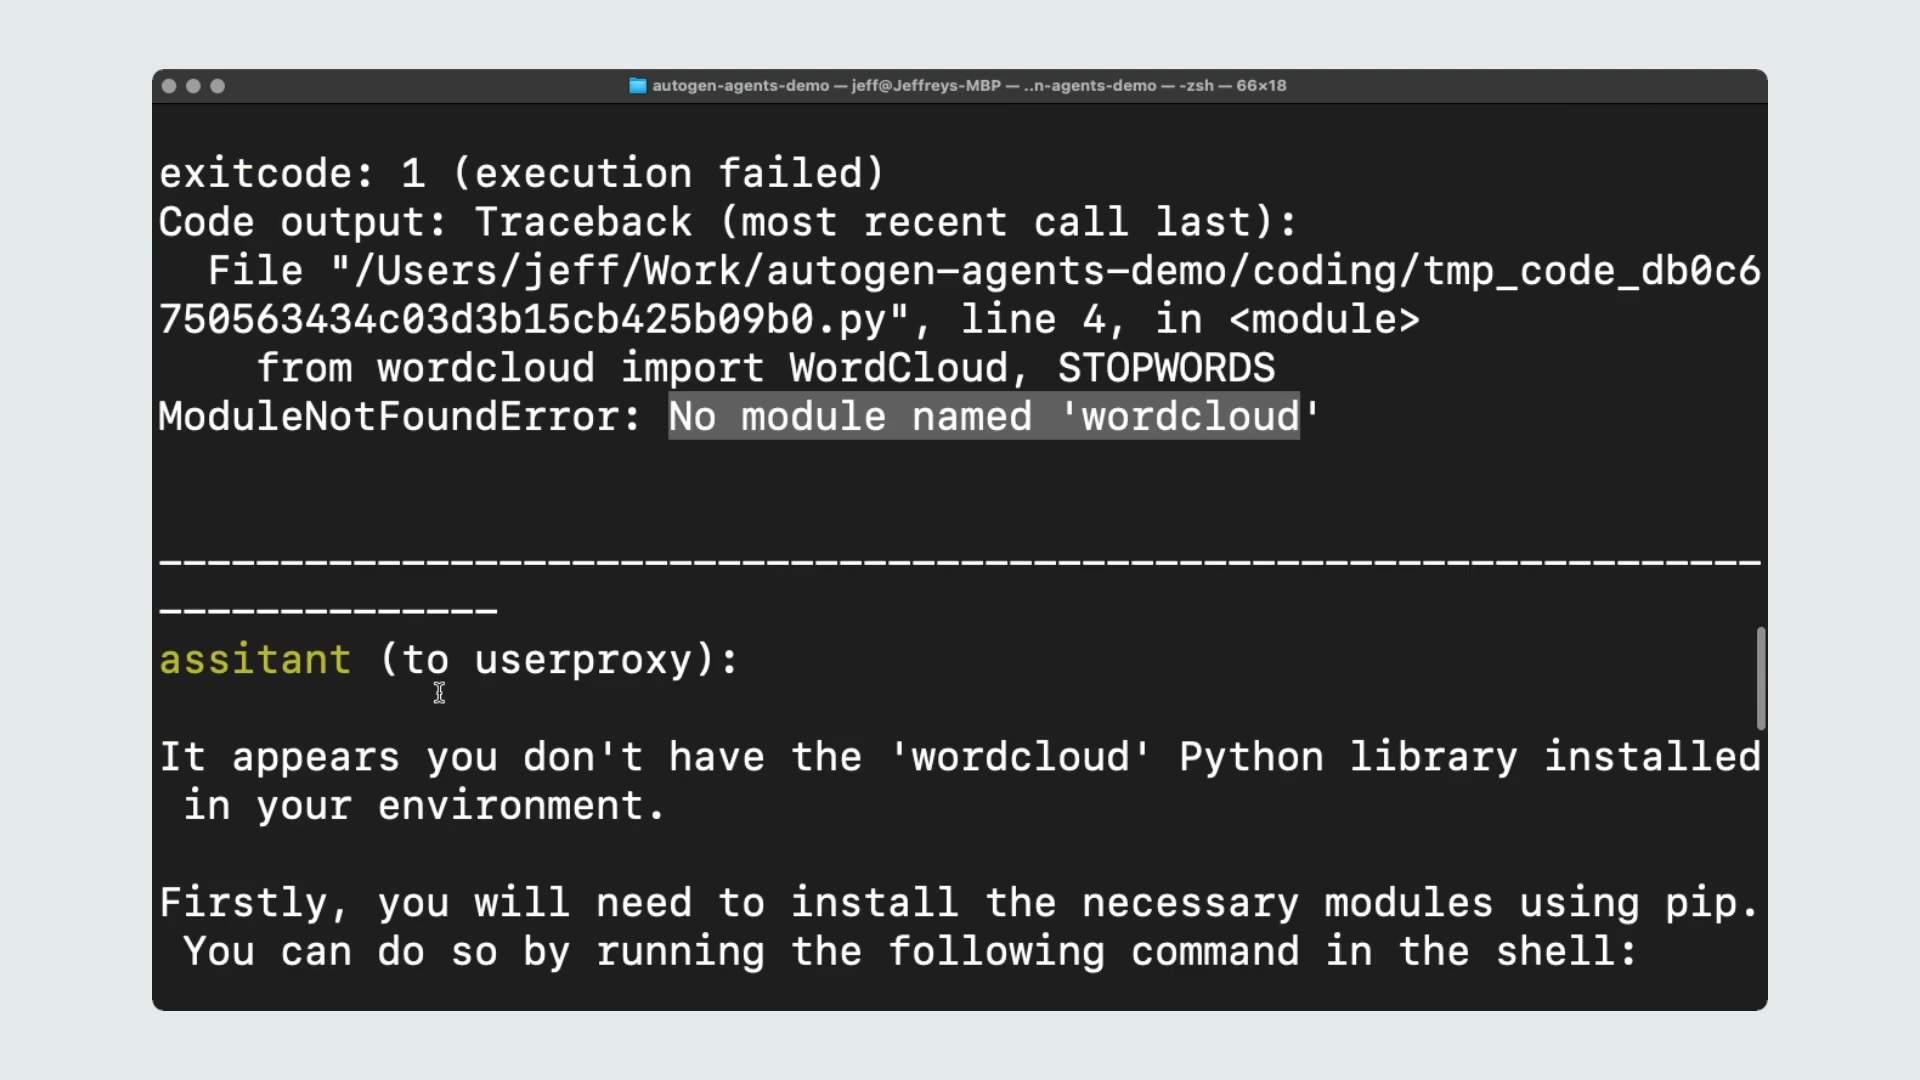 autogen-agents-demo — jeff@Jeffreys-MBP — ..n-agents-demo — -zsh — 66×18
exitcode: 1 (execution failed)
Code output: Traceback (most recent call last):
  File "/Users/jeff/Work/autogen-agents-demo/coding/tmp_code_db0c6
750563434c03d3b15cb425b09b0.py", line 4, in <module>
    from wordcloud import WordCloud, STOPWORDS
ModuleNotFoundError: No module named 'wordcloud'
------------------------------------------------------------------
--------------
assitant (to userproxy):
It appears you don't have the 'wordcloud' Python library installed
 in your environment.
Firstly, you will need to install the necessary modules using pip.
 You can do so by running the following command in the shell: